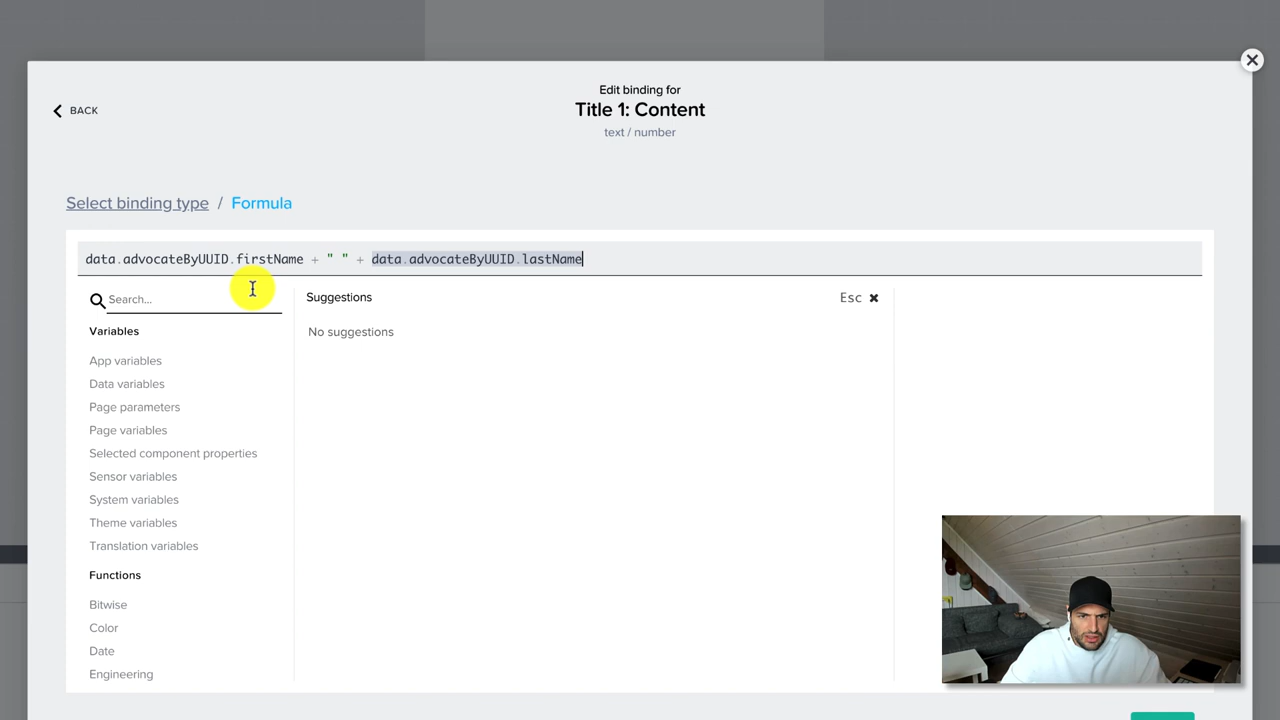 Edit binding for
BACK
Title 1: Content
text / number
Select binding type / Formula
data.advocateByUUID.firstName + " " + data.advocateByUUID.lastName
Search...
Suggestions
Esc
Variables
No suggestions
App variables
Data variables
Page parameters
Page variables
Selected component properties
Sensor variables
System variables
Theme variables
Translation variables
Functions
Bitwise
Color
Date
Engineering